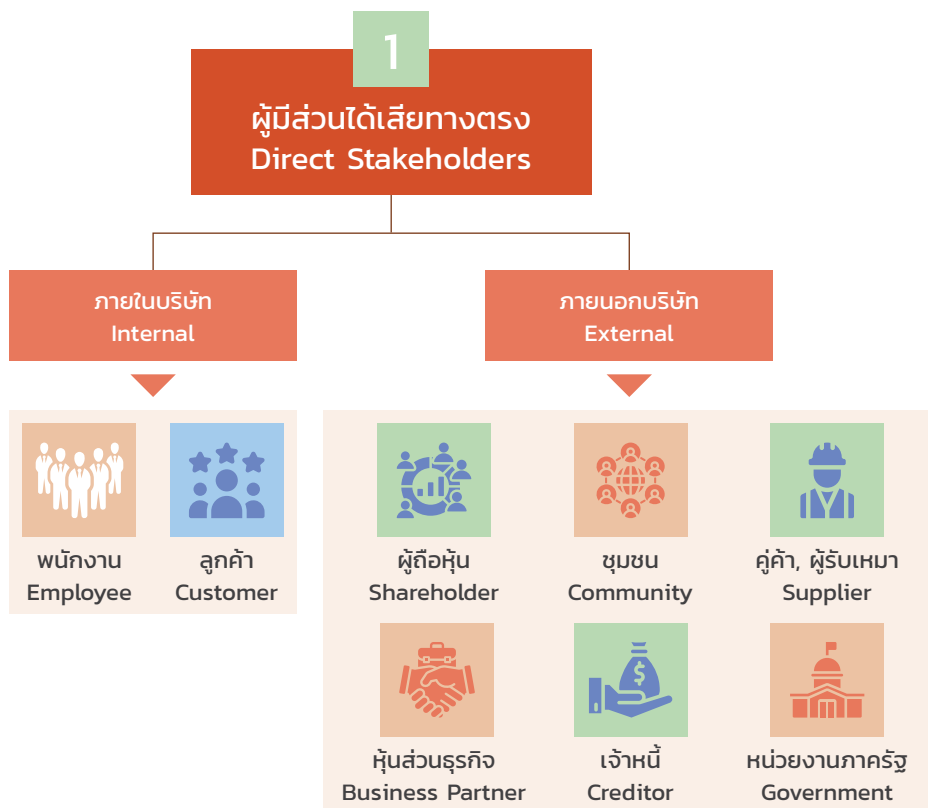 1
ผู้มีส่วนได้เสียทางตรง
Direct Stakeholders
ภายในบริษัท
Internal
ภายนอกบริษัท
External
พนักงาน
Employee
ลูกค้า
Customer
ผู้ถือหุ้น
Shareholder
ชุมชน
Community
คู่ค้า, ผู้รับเหมา
Supplier
หุ้นส่วนธุรกิจ
Business Partner
$
เจ้าหนี้
Creditor
หน่วยงานภาครัฐ
Government